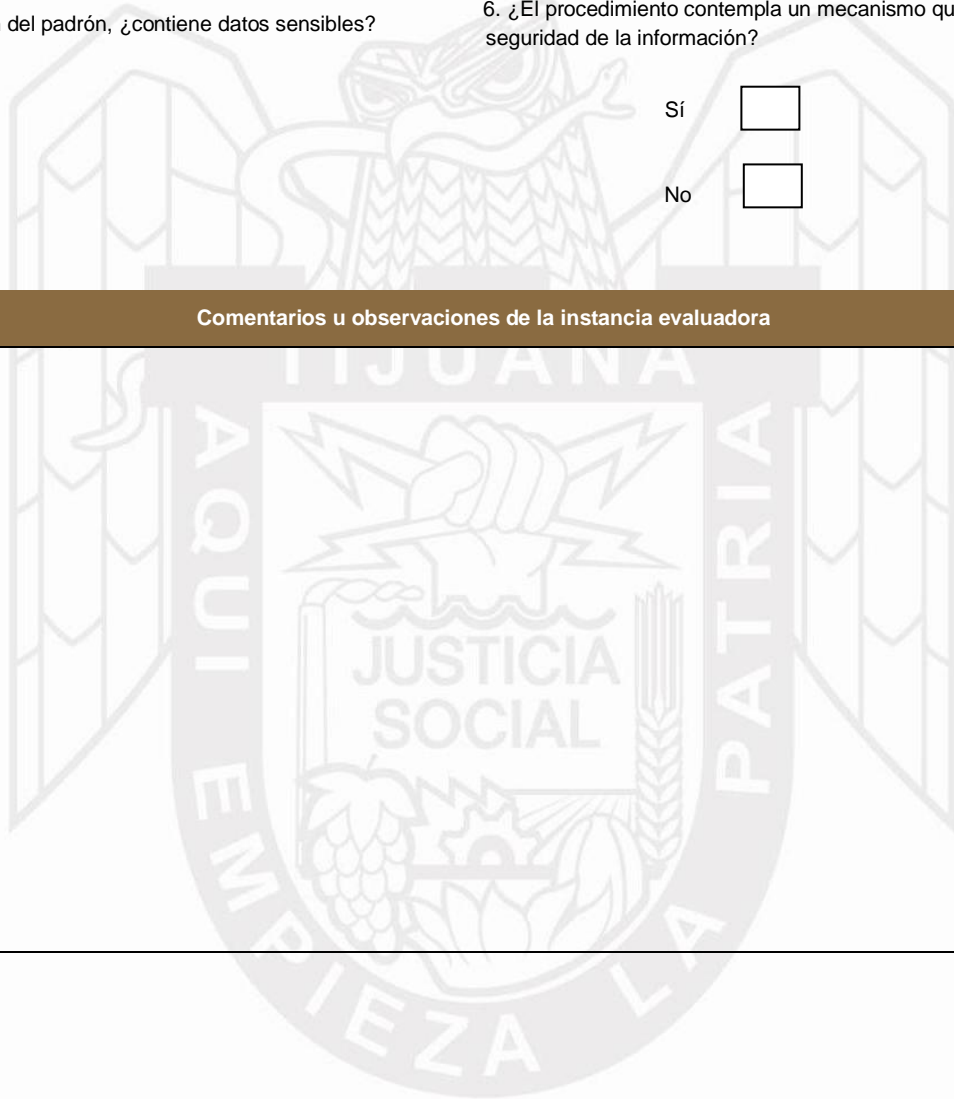 del padrón, ¿contiene datos sensibles?
6. ¿El procedimiento contempla un mecanismo
seguridad de la información?
Sí
No
Comentarios u observaciones de la instancia evaluadora
TIJUANA
AQUI EMPIEZA LA PATRIA
JUSTICIA
SOCIAL